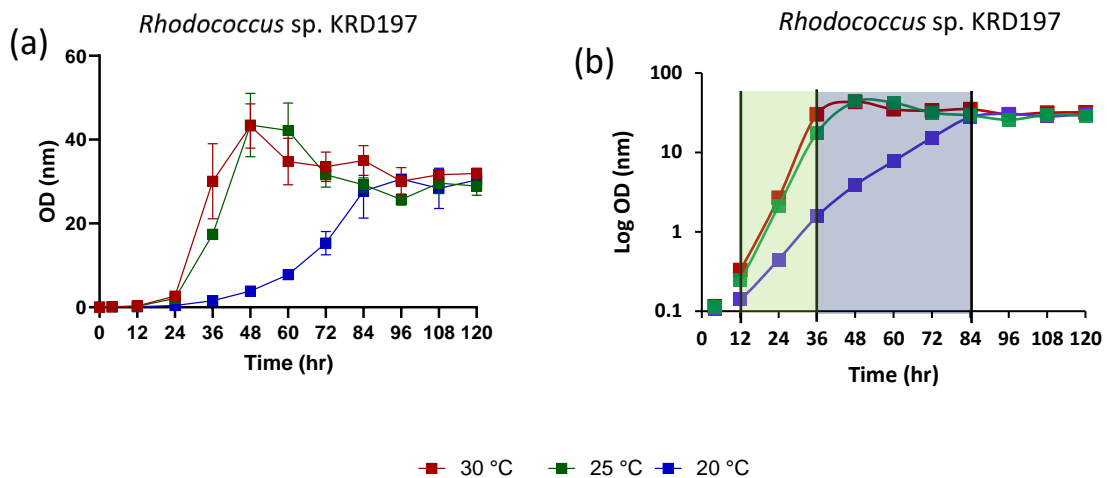 Rhodococcus sp. KRD197
(a)
60
40
20
0
OD (nm)
0 12 24 36 48 60 72 84 96 108 120
Time (hr)
Rhodococcus sp. KRD197
(b)
100
10
1
0.1
Log OD (nm)
0 12 24 36 48 60 72 84 96 108 120
Time (hr)
30 °C 25 °C 20 °C